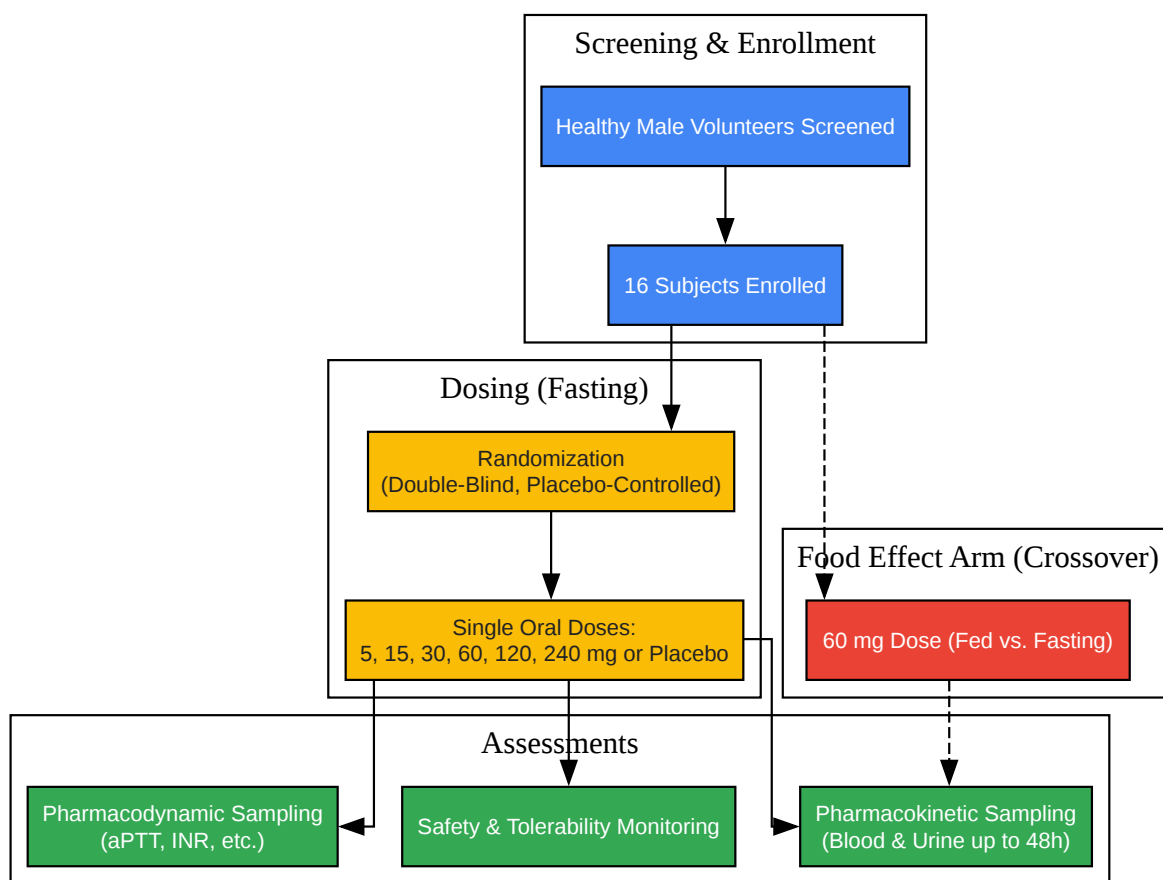 Screening & Enrollment
Healthy Male Volunteers Screened
16 Subjects Enrolled
Dosing (Fasting)
Randomization
(Double-Blind, Placebo-Controlled)
Single Oral Doses:
5, 15, 30, 60, 120, 240 mg or Placebo
Food Effect Arm (Crossover)
60 mg Dose (Fed vs. Fasting)
Assessments
Pharmacodynamic Sampling
(aPTT, INR, etc.)
Safety & Tolerability Monitoring
Pharmacokinetic Sampling
(Blood & Urine up to 48h)